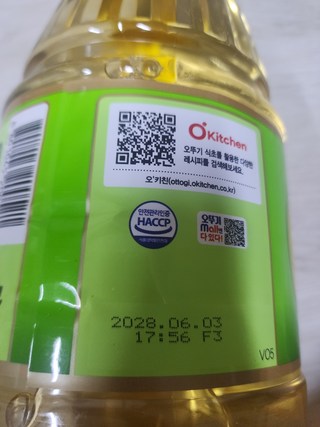 O'Kitchen
오뚜기 식초를 활용한 다양한
레시피를 검색해보세요.
오'키친(ottogi.okitchen.co.kr)
안전관리인증
HACCP
오뚜기
Mall에
다있다!
2028.06.03
17:56 F3
VO5